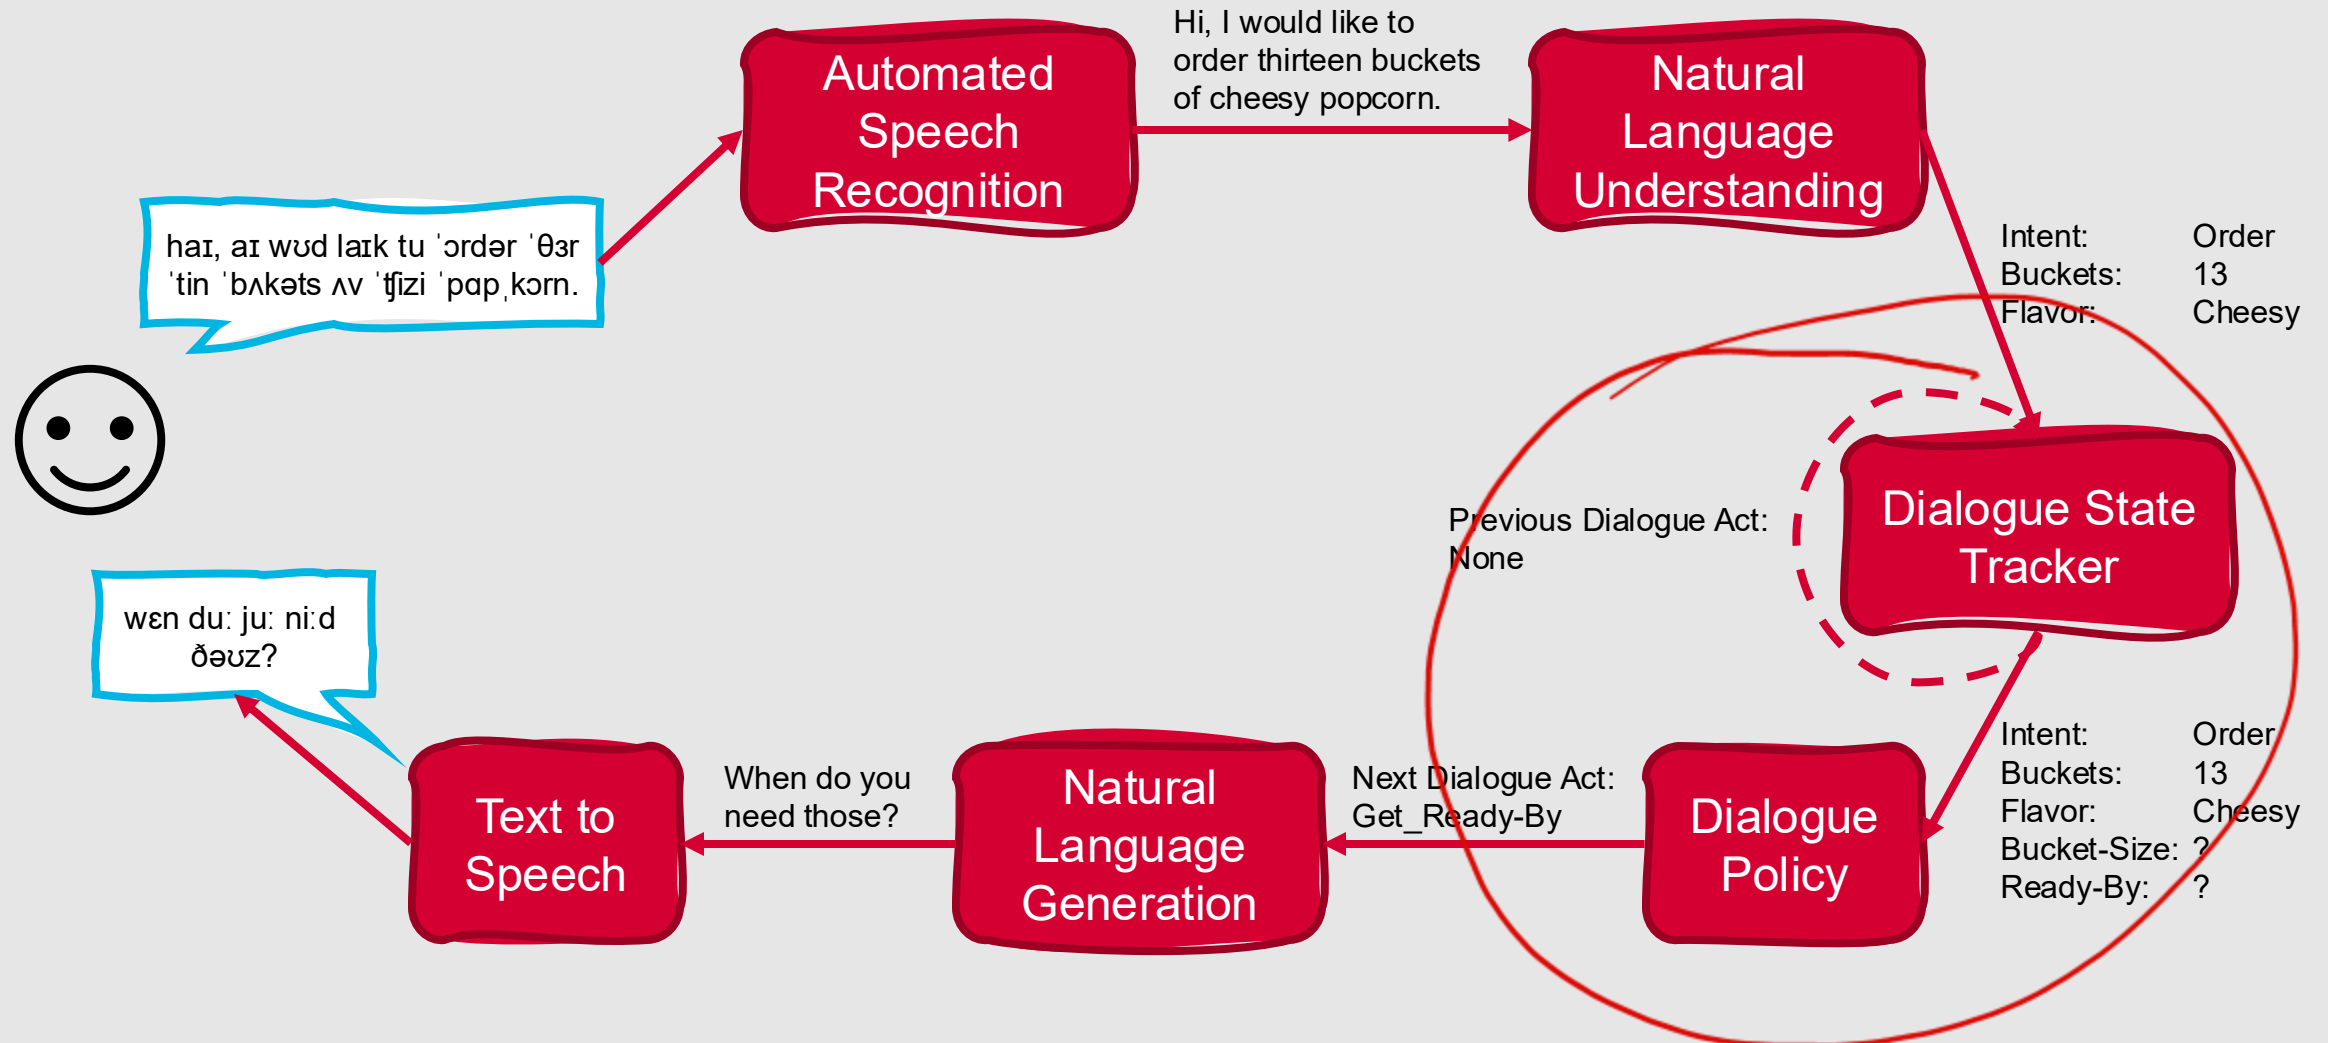 haɪ, aɪ wʊd laɪk tu ˈɔrdər ˈθɜr
ˈtin ˈbʌkəts ʌv ˈʧizi ˈpɑpˌkɔrn.
Automated
Speech
Recognition
Hi, I would like to
order thirteen buckets
of cheesy popcorn.
Natural
Language
Understanding
Intent: Order
Buckets: 13
Flavor: Cheesy
Dialogue State
Tracker
Previous Dialogue Act:
None
Intent: Order
Buckets: 13
Flavor: Cheesy
Bucket-Size: ?
Ready-By: ?
Dialogue
Policy
Next Dialogue Act:
Get_Ready-By
Natural
Language
Generation
When do you
need those?
Text to
Speech
wɛn duː juː niːd
ðəʊz?